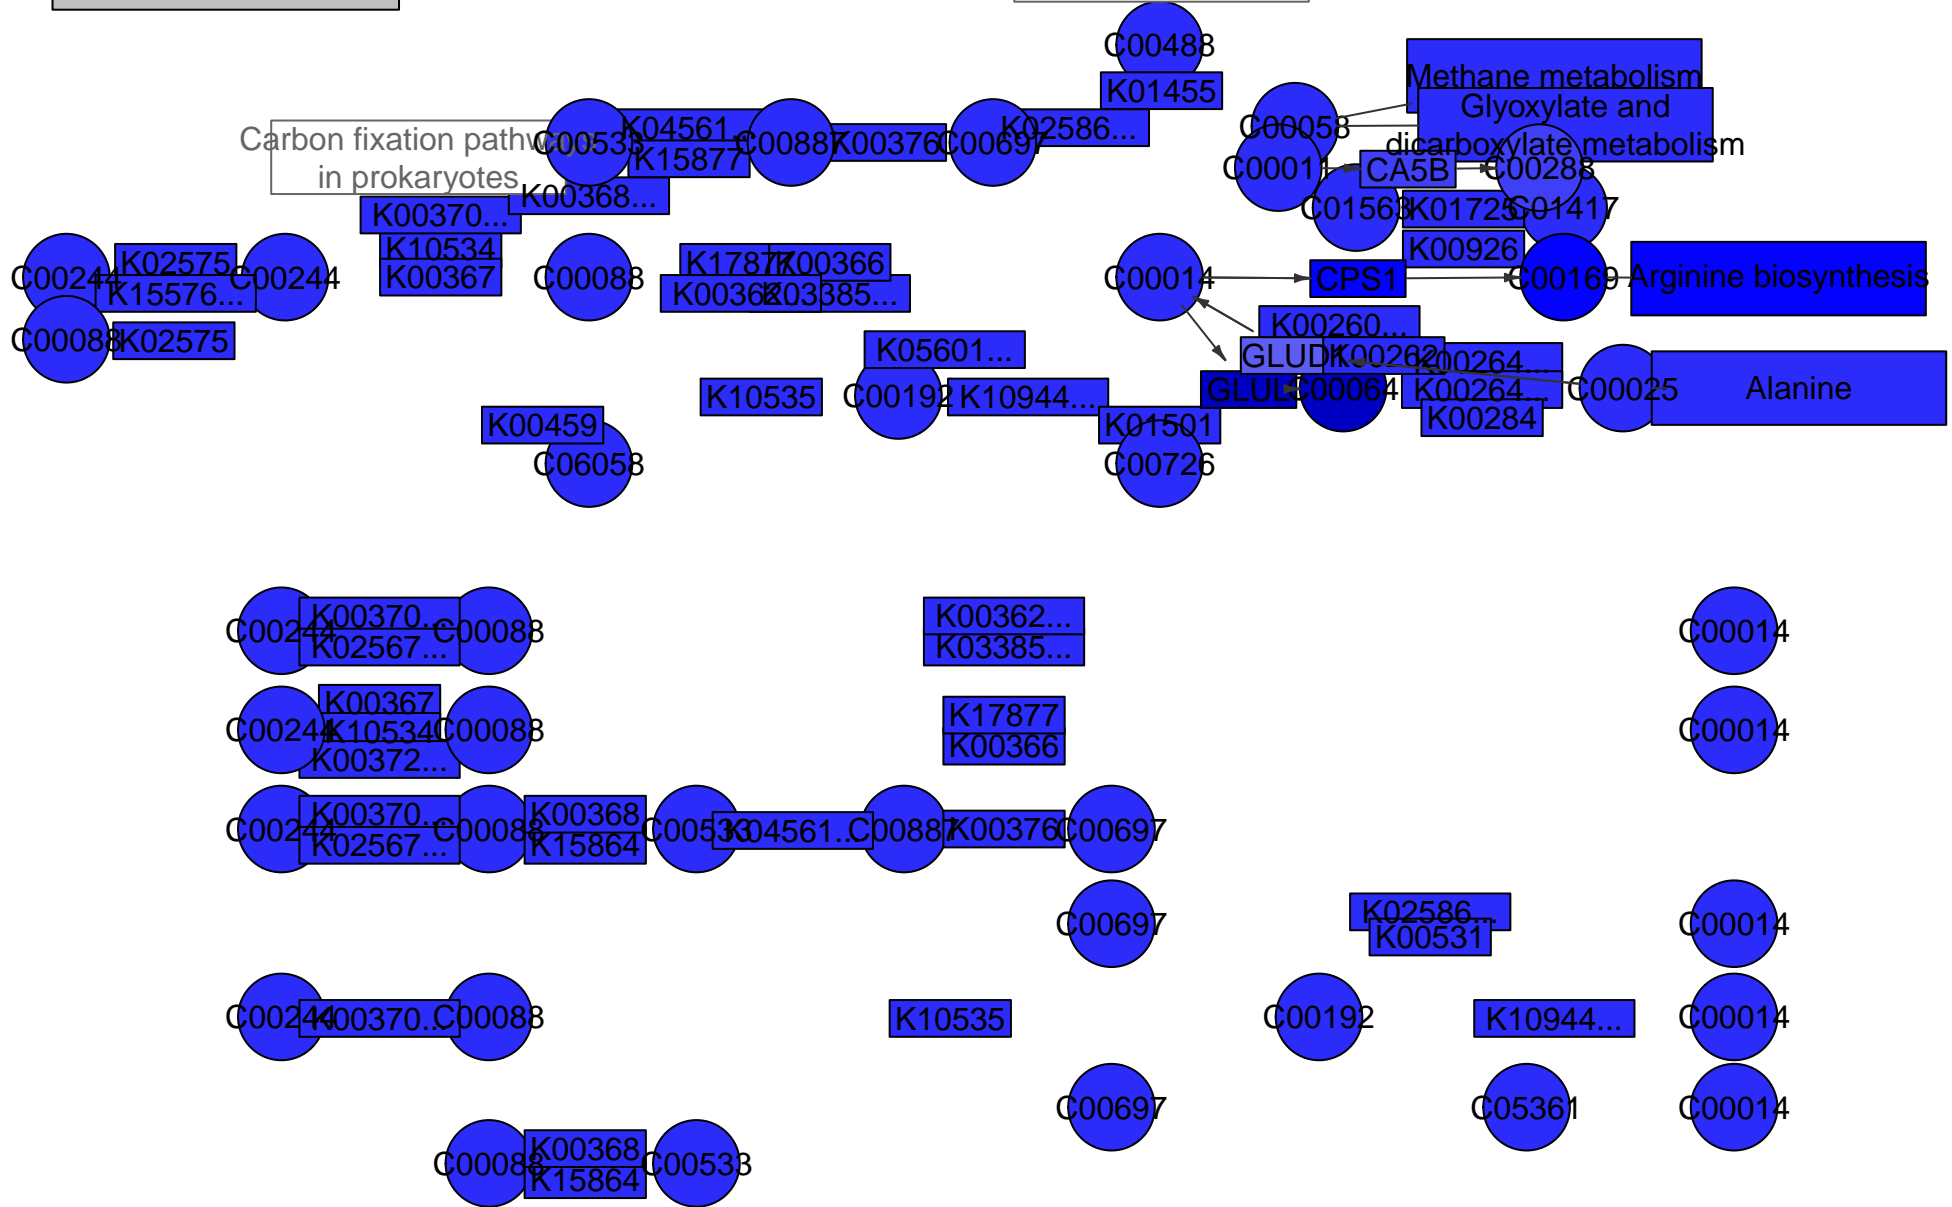 C00488
Methane metabolism
K01455
Glyoxylate and
dicarboxylate metabolism
Carbon fixation pathways
in prokaryotes
C00533
K04561...
K15877
C00887
K00376
C00697
K02586...
C00058
C00011
CA5B
C00288
K00368...
K00370...
C01563
K01725
C01417
K10534
K00367
K00926
C00244
K02575
K15576...
C00244
C00088
K17877
K00366
K00362...
K03385...
C00014
CPS1
C00169
Arginine biosynthesis
C00088
K02575
K00260...
K05601...
GLUD1
K00262
K00264...
K10535
C00192
K10944...
GLUL
C00064
K00264...
C00025
Alanine
K00459
K01501
K00284
C06058
C00726
C00244
K00370...
K02567...
C00088
K00362...
K03385...
C00014
C00244
K00367
K10534
K00372...
C00088
K17877
K00366
C00014
C00244
K00370...
K02567...
C00088
K00368
K15864
C00533
K04561...
C00887
K00376
C00697
C00697
K02586...
K00531
C00014
C00244
K00370...
C00088
K10535
C00192
K10944...
C00014
C00697
C05361
C00014
C00088
K00368
K15864
C00533